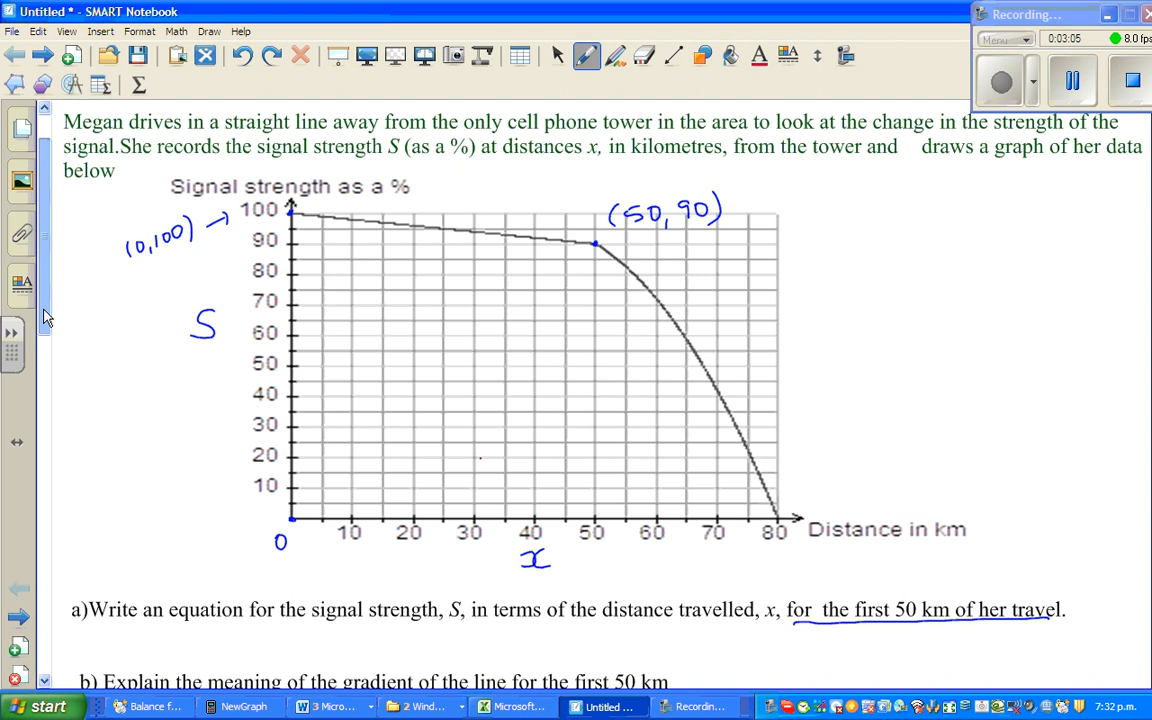 Untitled * - SMART Notebook
Recording...
File Edit View Insert Format Math Draw Help
Menu 0:03:05 8.0 fps
Megan drives in a straight line away from the only cell phone tower in the area to look at the change in the strength of the
signal.She records the signal strength S (as a %) at distances x, in kilometres, from the tower and draws a graph of her data
below
Signal strength as a %
(50, 90)
(0,100) →
100
90
80
70
S
60
50
40
30
20
10
10 20 30 40 50 60 70 80 Distance in km
0
x
a)Write an equation for the signal strength, S, in terms of the distance travelled, x, for the first 50 km of her travel.
b) Explain the meaning of the gradient of the line for the first 50 km
start Balance f... NewGraph 3 Micro... 2 Wind... Microsoft... Untitled ... Recordin... 7:32 p.m.